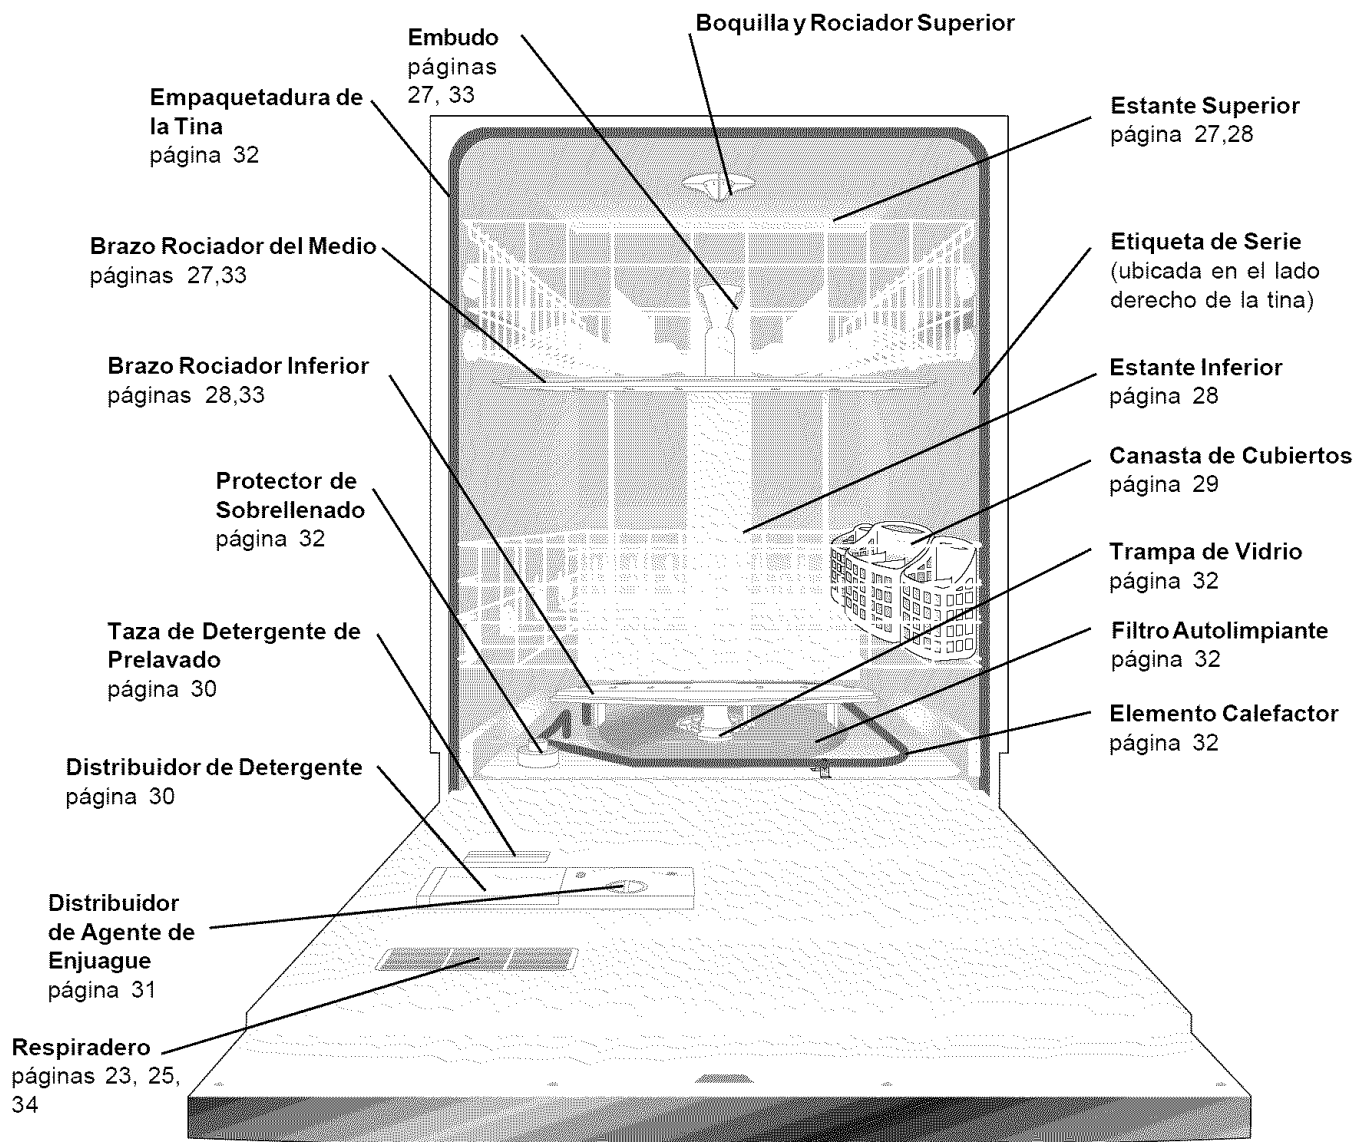 Boquilla y Rociador Superior
Embudo
páginas
27, 33
Empaquetadura de
la Tina
página 32
Brazo Rociador del Medio
páginas 27,33
Brazo Rociador Inferior
páginas 28,33
Protector de
Sobrellenado
página 32
Taza de Detergente de
Prelavado
página 30
Distribuidor de Detergente
página 30
Distribuidor
de Agente de
Enjuague
página 31
Respiradero
páginas 23, 25,
34
Estante Superior
página 27,28
Etiqueta de Serie
(ubicada en el lado
derecho de la tina)
Estante Inferior
página 28
Canasta de Cubiertos
página 29
Trampa de Vidrio
página 32
Filtro Autolimpiante
página 32
Elemento Calefactor
página 32